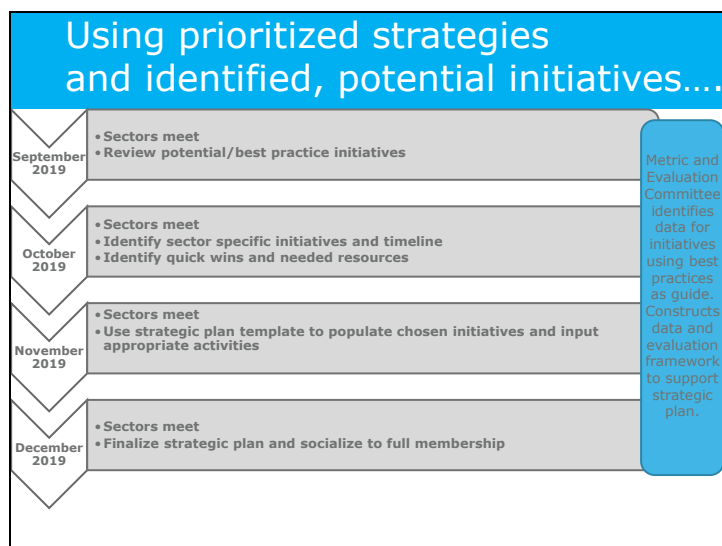 Using prioritized strategies
and identified, potential initiatives….
September
2019
• Sectors meet
• Review potential/best practice initiatives
October
2019
• Sectors meet
• Identify sector specific initiatives and timeline
• Identify quick wins and needed resources
November
2019
• Sectors meet
• Use strategic plan template to populate chosen initiatives and input
appropriate activities
December
2019
• Sectors meet
• Finalize strategic plan and socialize to full membership
Metric and
Evaluation
Committee
identifies
data for
initiatives
using best
practices
as guide.
Constructs
data and
evaluation
framework
to support
strategic
plan.